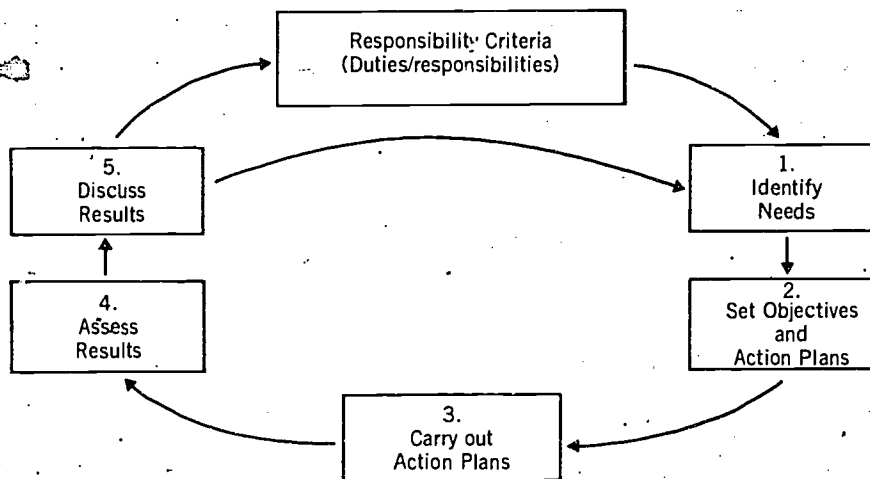 Responsibility Criteria
(Duties/responsibilities)
1.
Identify
Needs
2.
Set Objectives
and
Action Plans
3.
Carry out
Action Plans
4.
Assess
Results
5.
Discuss
Results